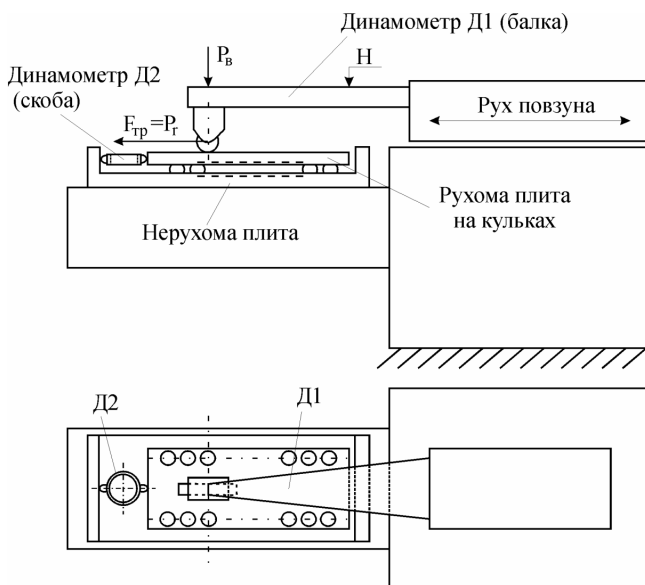 Динамометр Д1 (балка)
Pв
Н
Динамометр Д2
(скоба)
Fтр=Pг
Рух повзуна
Нерухома плита
Рухома плита
на кульках
Д2
Д1